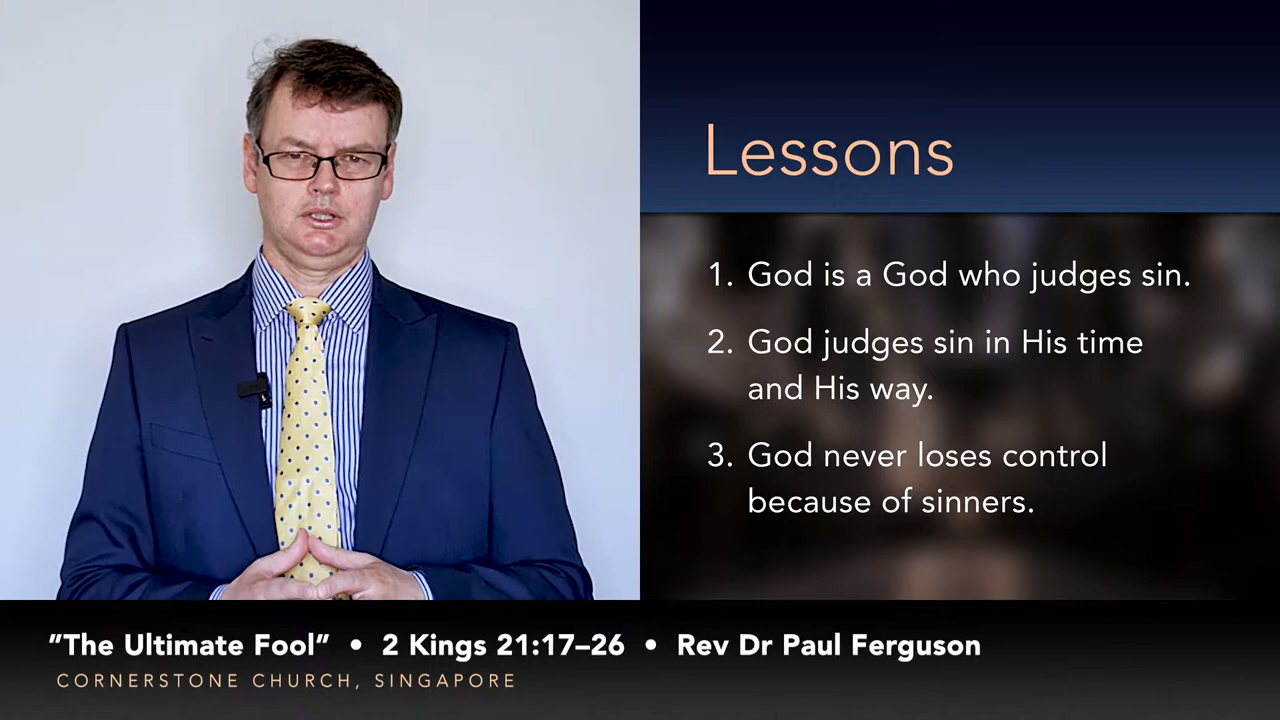 Lessons
1. God is a God who judges sin.
2. God judges sin in His time
and His way.
3. God never loses control
because of sinners.
"The Ultimate Fool" • 2 Kings 21:17–26 • Rev Dr Paul Ferguson
CORNERSTONE CHURCH, SINGAPORE